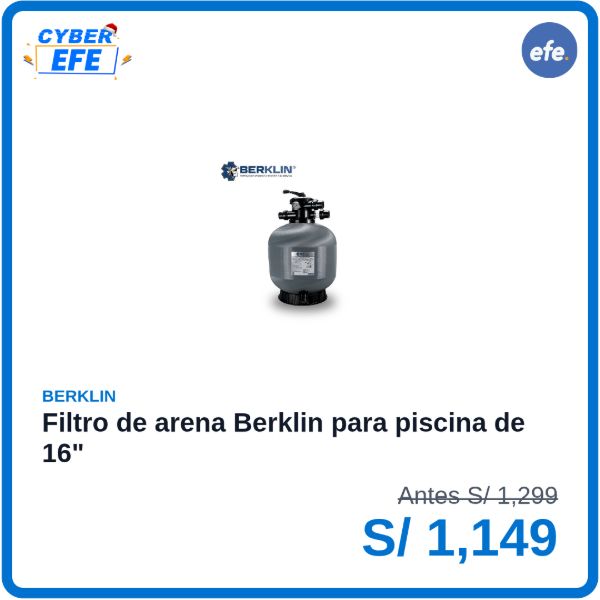 CYBER
EFE
efe.
BERKLIN®
BERKLIN
Filtro de arena Berklin para piscina de
16"
Antes S/ 1,299
S/ 1,149